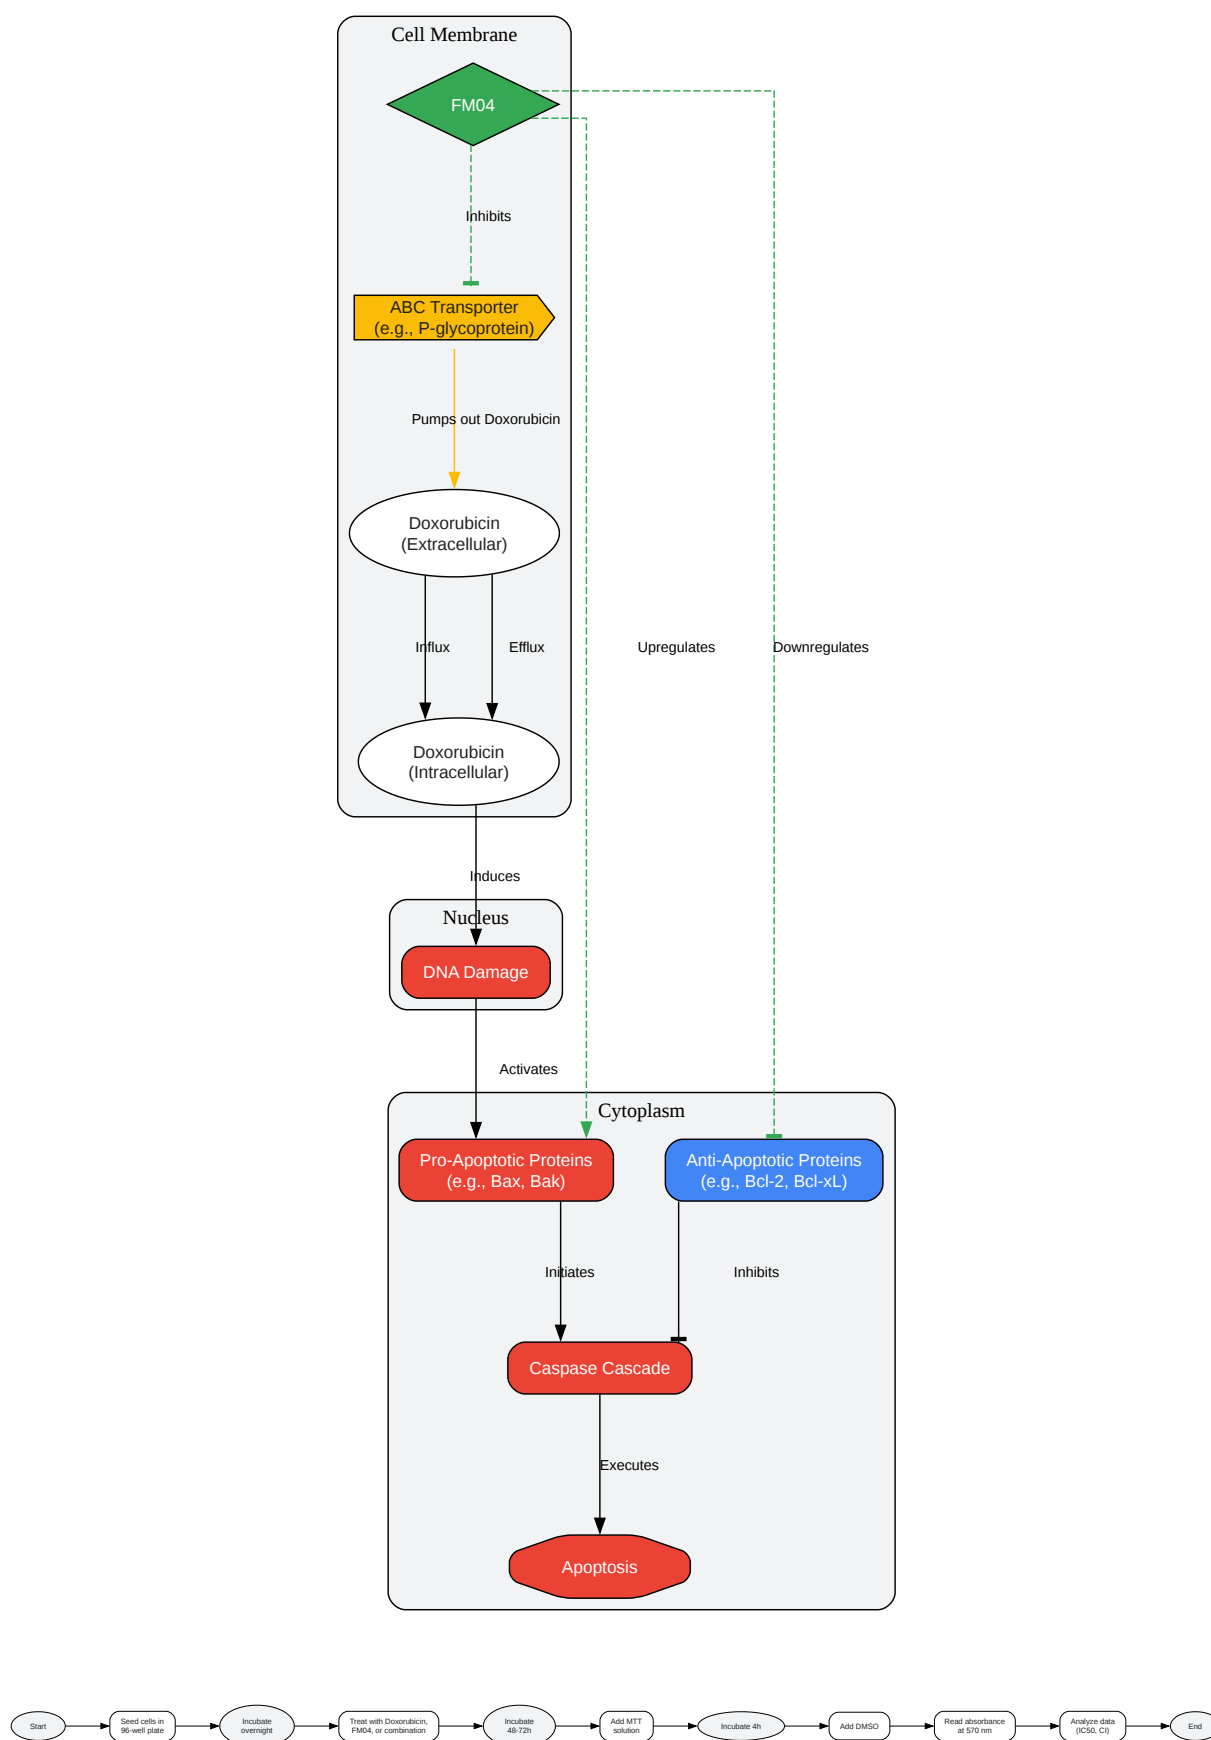 Cell Membrane
FM04
Inhibits
ABC Transporter
(e.g., P-glycoprotein)
Pumps out Doxorubicin
Doxorubicin
(Extracellular)
Influx
Efflux
Upregulates
Downregulates
Doxorubicin
(Intracellular)
Induces
Nucleus
DNA Damage
Activates
Cytoplasm
Pro-Apoptotic Proteins
(e.g., Bax, Bak)
Anti-Apoptotic Proteins
(e.g., Bcl-2, Bcl-xL)
Initiates
Inhibits
Caspase Cascade
Executes
Apoptosis
Start
Seed cells in
96-well plate
Incubate
overnight
Treat with Doxorubicin,
FM04, or combination
Incubate
48-72h
Add MTT
solution
Incubate 4h
Add DMSO
Read absorbance
at 570 nm
Analyze data
(IC50, CI)
End